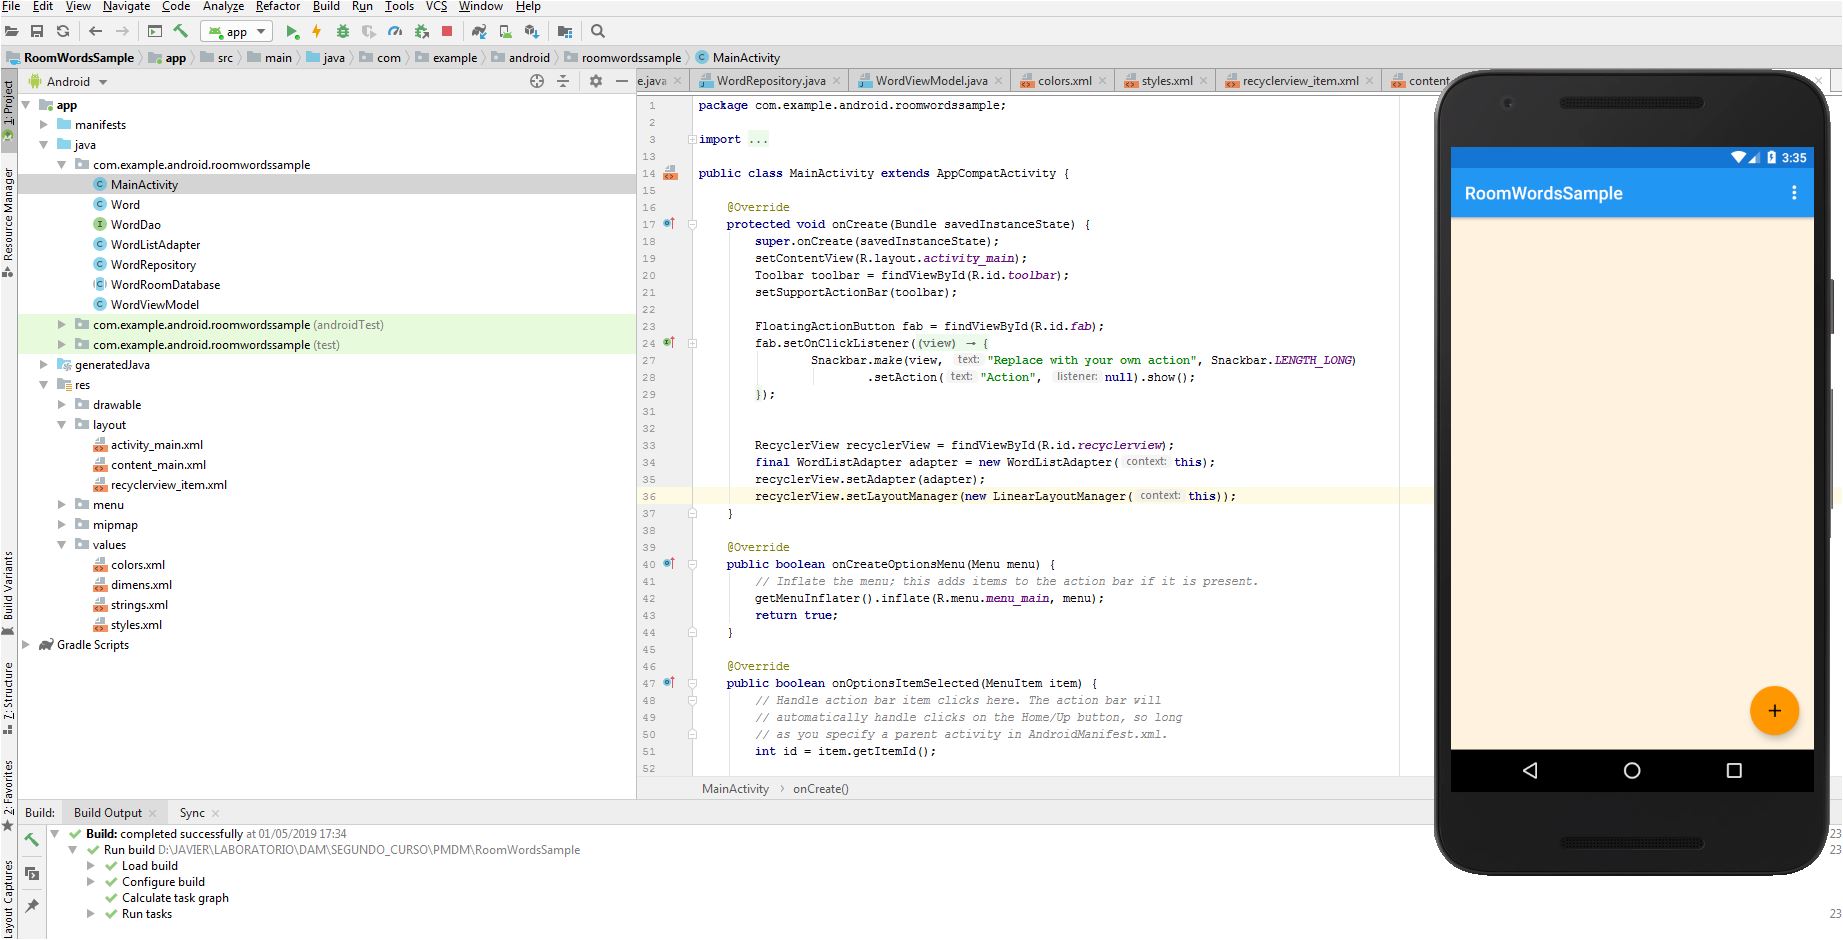 File Edit View Navigate Code Analyze Refactor Build Run Tools VCS Window Help
app
RoomWordsSample app src main java com example android roomwordssample MainActivity
1: Project
Resource Manager
Build Variants
7: Structure
2: Favorites
Layout Captures
Android
app
manifests
java
com.example.android.roomwordssample
MainActivity
Word
WordDao
WordListAdapter
WordRepository
WordRoomDatabase
WordViewModel
com.example.android.roomwordssample (androidTest)
com.example.android.roomwordssample (test)
generatedJava
res
drawable
layout
activity_main.xml
content_main.xml
recyclerview_item.xml
menu
mipmap
values
colors.xml
dimens.xml
strings.xml
styles.xml
Gradle Scripts
e.java WordRepository.java WordViewModel.java colors.xml styles.xml recyclerview_item.xml content
1 package com.example.android.roomwordssample;
2
3 import ...
13
14 public class MainActivity extends AppCompatActivity {
15
16 @Override
17 protected void onCreate(Bundle savedInstanceState) {
18 super.onCreate(savedInstanceState);
19 setContentView(R.layout.activity_main);
20 Toolbar toolbar = findViewById(R.id.toolbar);
21 setSupportActionBar(toolbar);
22
23 FloatingActionButton fab = findViewById(R.id.fab);
24 fab.setOnClickListener((view) → {
27 Snackbar.make(view, text: "Replace with your own action", Snackbar.LENGTH_LONG)
28 .setAction( text: "Action", listener: null).show();
29 });
31
32
33 RecyclerView recyclerView = findViewById(R.id.recyclerview);
34 final WordListAdapter adapter = new WordListAdapter( context: this);
35 recyclerView.setAdapter(adapter);
36 recyclerView.setLayoutManager(new LinearLayoutManager( context: this));
37 }
38
39 @Override
40 public boolean onCreateOptionsMenu(Menu menu) {
41 // Inflate the menu; this adds items to the action bar if it is present.
42 getMenuInflater().inflate(R.menu.menu_main, menu);
43 return true;
44 }
45
46 @Override
47 public boolean onOptionsItemSelected(MenuItem item) {
48 // Handle action bar item clicks here. The action bar will
49 // automatically handle clicks on the Home/Up button, so long
50 // as you specify a parent activity in AndroidManifest.xml.
51 int id = item.getItemId();
52
MainActivity › onCreate()
3:35
RoomWordsSample
+
Build: Build Output Sync
Build: completed successfully at 01/05/2019 17:34
23
Run build D:\JAVIER\LABORATORIO\DAM\SEGUNDO_CURSO\PMDM\RoomWordsSample
23
Load build
Configure build
Calculate task graph
Run tasks
23